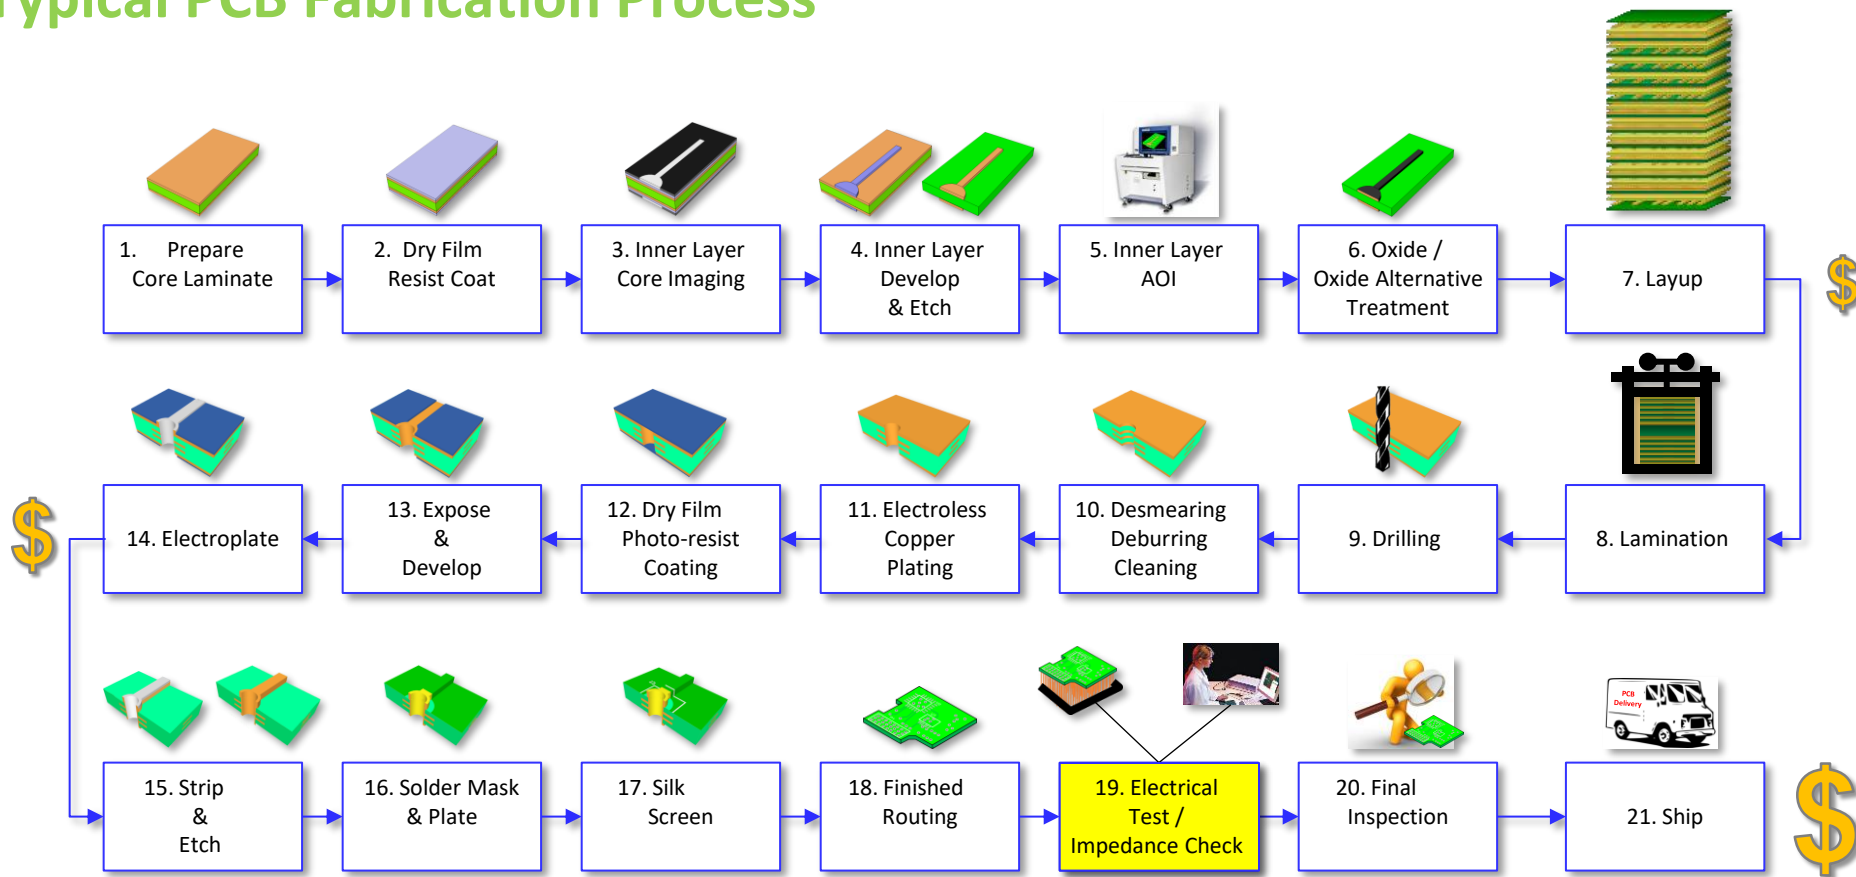 Typical PCB Fabrication Process
1. Prepare
Core Laminate
2. Dry Film
Resist Coat
3. Inner Layer
Core Imaging
4. Inner Layer
Develop
& Etch
5. Inner Layer
AOI
6. Oxide /
Oxide Alternative
Treatment
7. Layup
$
8. Lamination
9. Drilling
10. Desmearing
Deburring
Cleaning
11. Electroless
Copper
Plating
12. Dry Film
Photo-resist
Coating
13. Expose
&
Develop
14. Electroplate
$
15. Strip
&
Etch
16. Solder Mask
& Plate
17. Silk
Screen
18. Finished
Routing
19. Electrical
Test /
Impedance Check
20. Final
Inspection
PCB
Delivery
21. Ship
$